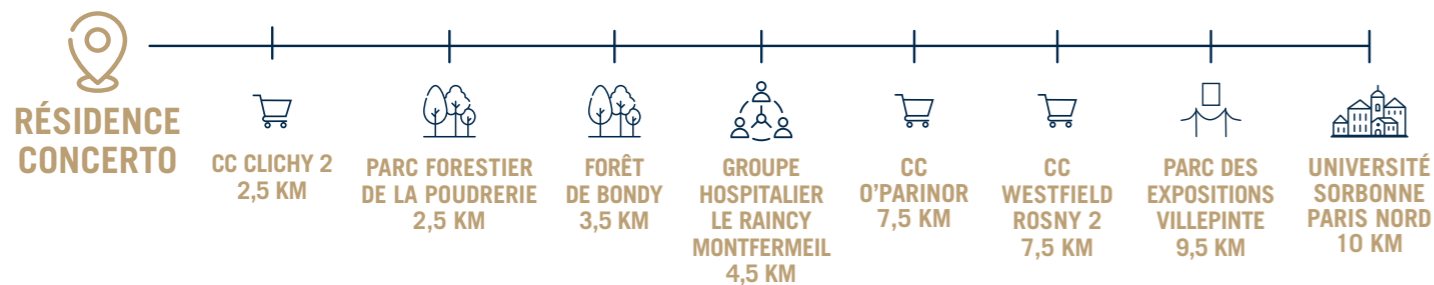 RÉSIDENCE
CONCERTO
CC CLICHY 2
2,5 KM
PARC FORESTIER
DE LA POUDRERIE
2,5 KM
FORÊT
DE BONDY
3,5 KM
GROUPE
HOSPITALIER
LE RAINCY
MONTFERMEIL
4,5 KM
CC
O'PARINOR
7,5 KM
CC
WESTFIELD
ROSNY 2
7,5 KM
PARC DES
EXPOSITIONS
VILLEPINTE
9,5 KM
UNIVERSITÉ
SORBONNE
PARIS NORD
10 KM